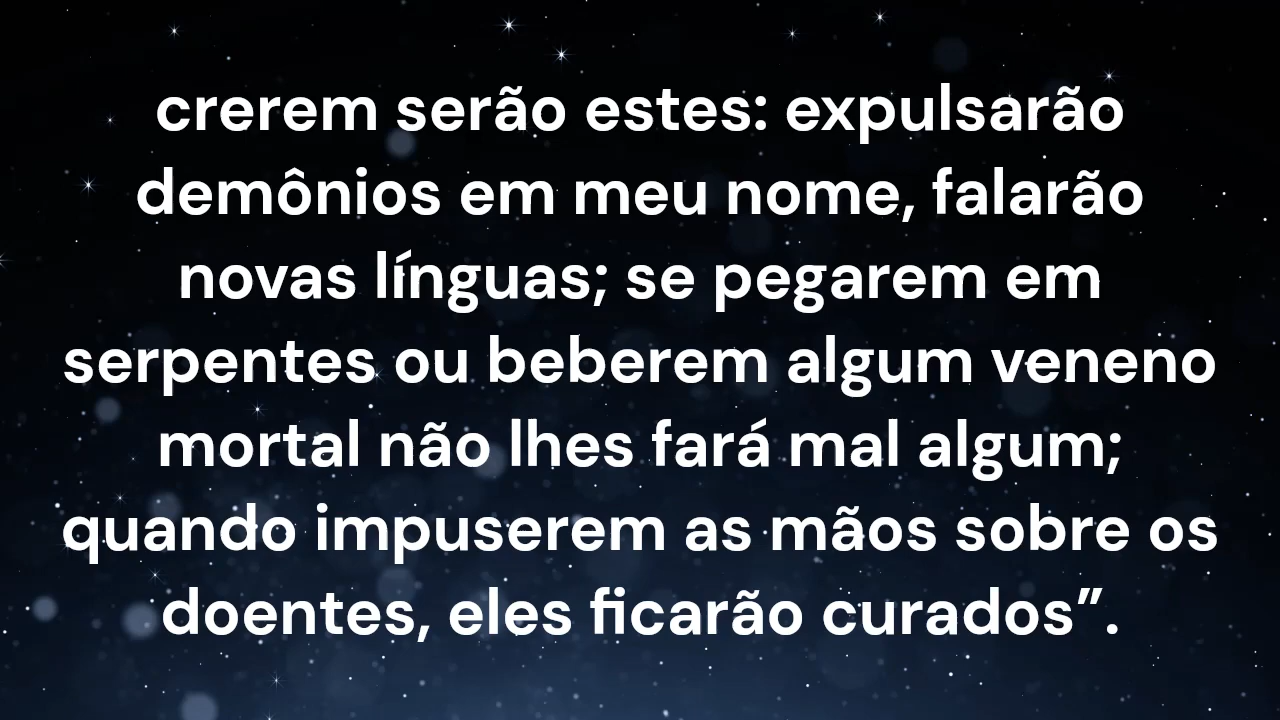 crerem serão estes: expulsarão
demônios em meu nome, falarão
novas línguas; se pegarem em
serpentes ou beberem algum veneno
mortal não lhes fará mal algum;
quando impuserem as mãos sobre os
doentes, eles ficarão curados”.